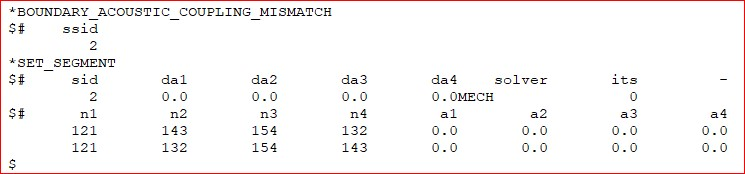 *BOUNDARY_ACOUSTIC_COUPLING_MISMATCH
$#    ssid
         2
*SET_SEGMENT
$#     sid       da1       da2       da3       da4    solver       its         -
         2       0.0       0.0       0.0       0.0MECH               0
$#      n1        n2        n3        n4        a1        a2        a3        a4
       121       143       154       132       0.0       0.0       0.0       0.0
       121       132       154       143       0.0       0.0       0.0       0.0
$